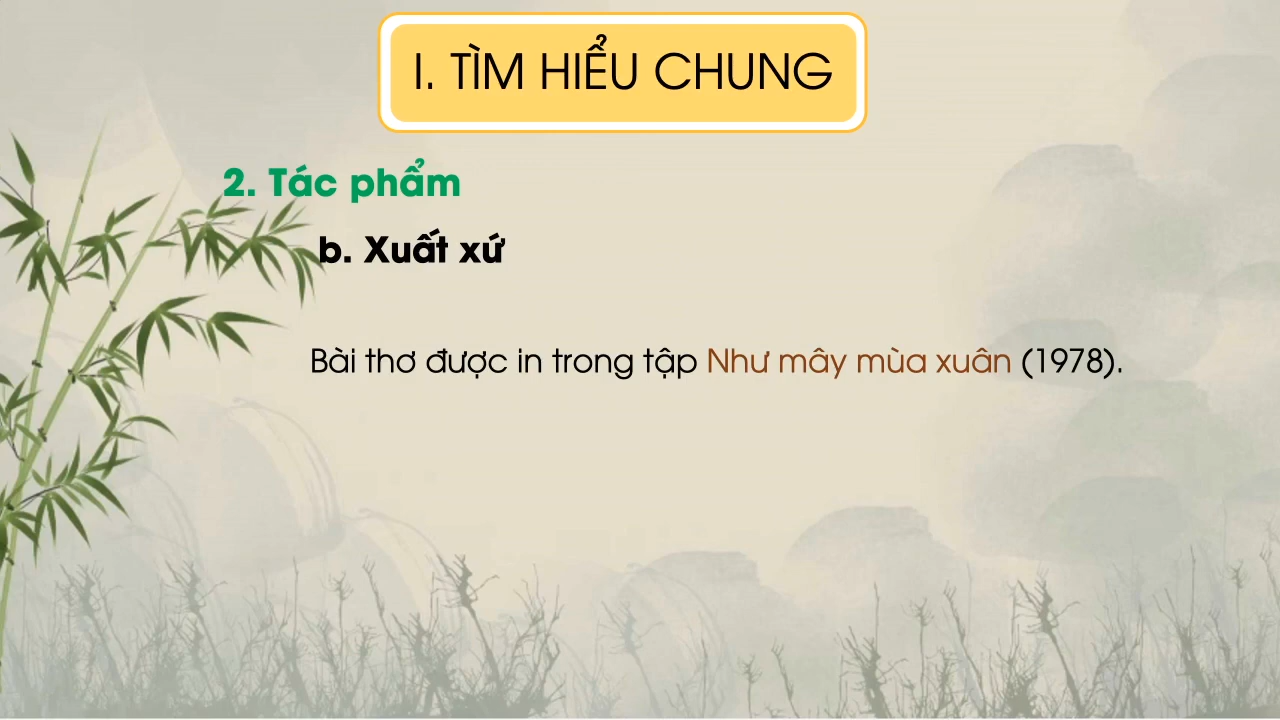 I. TÌM HIỂU CHUNG
2. Tác phẩm
b. Xuất xứ
Bài thơ được in trong tập Như mây mùa xuân (1978).